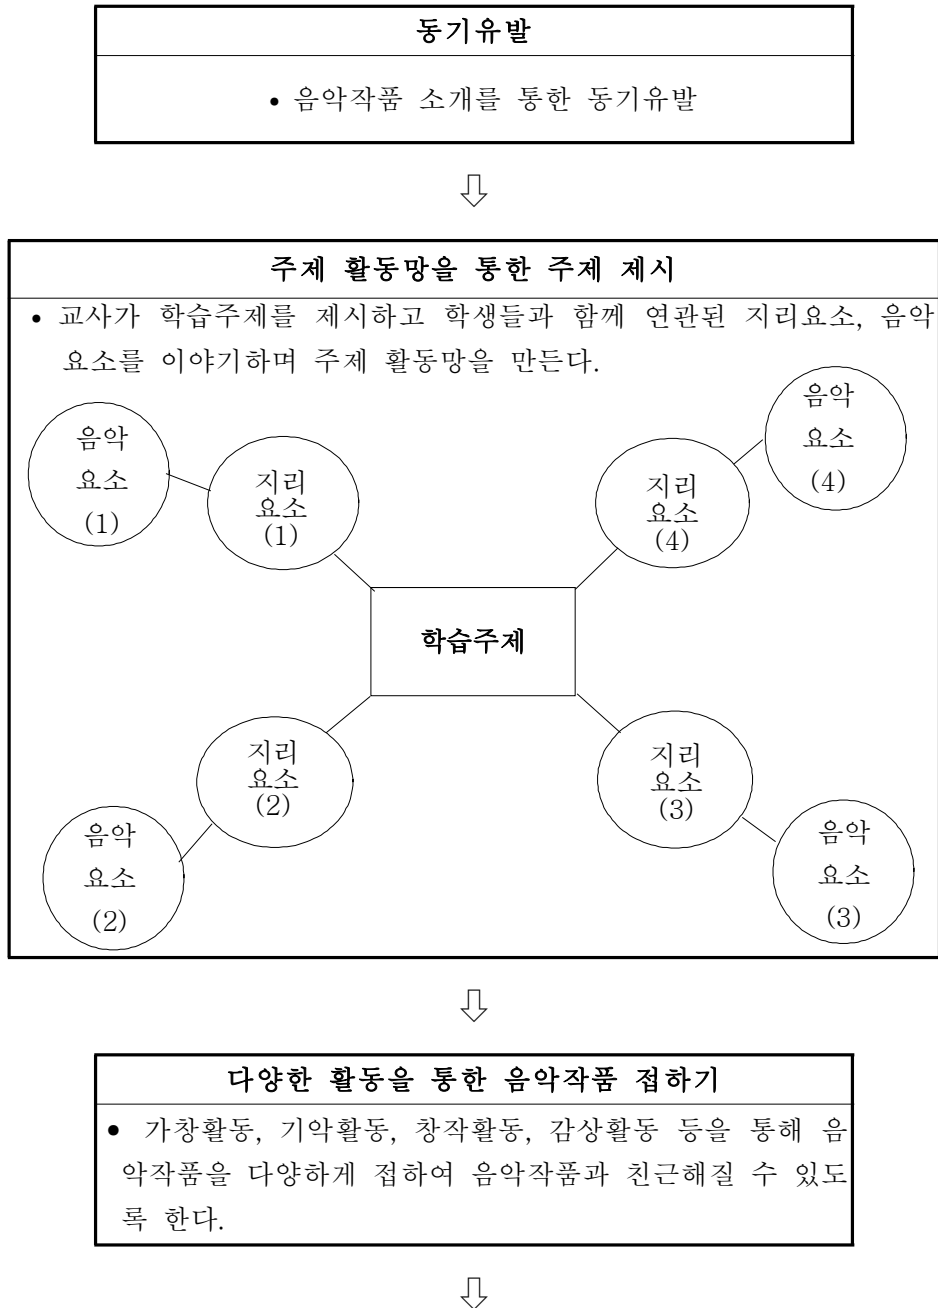 동기유발
• 음악작품 소개를 통한 동기유발
⇩
주제 활동망을 통한 주제 제시
• 교사가 학습주제를 제시하고 학생들과 함께 연관된 지리요소, 음악
요소를 이야기하며 주제 활동망을 만든다.
음악
요소
(1)
지리
요소
(1)
지리
요소
(4)
음악
요소
(4)
학습주제
음악
요소
(2)
지리
요소
(2)
지리
요소
(3)
음악
요소
(3)
⇩
다양한 활동을 통한 음악작품 접하기
• 가창활동, 기악활동, 창작활동, 감상활동 등을 통해 음
악작품을 다양하게 접하여 음악작품과 친근해질 수 있도
록 한다.
⇩